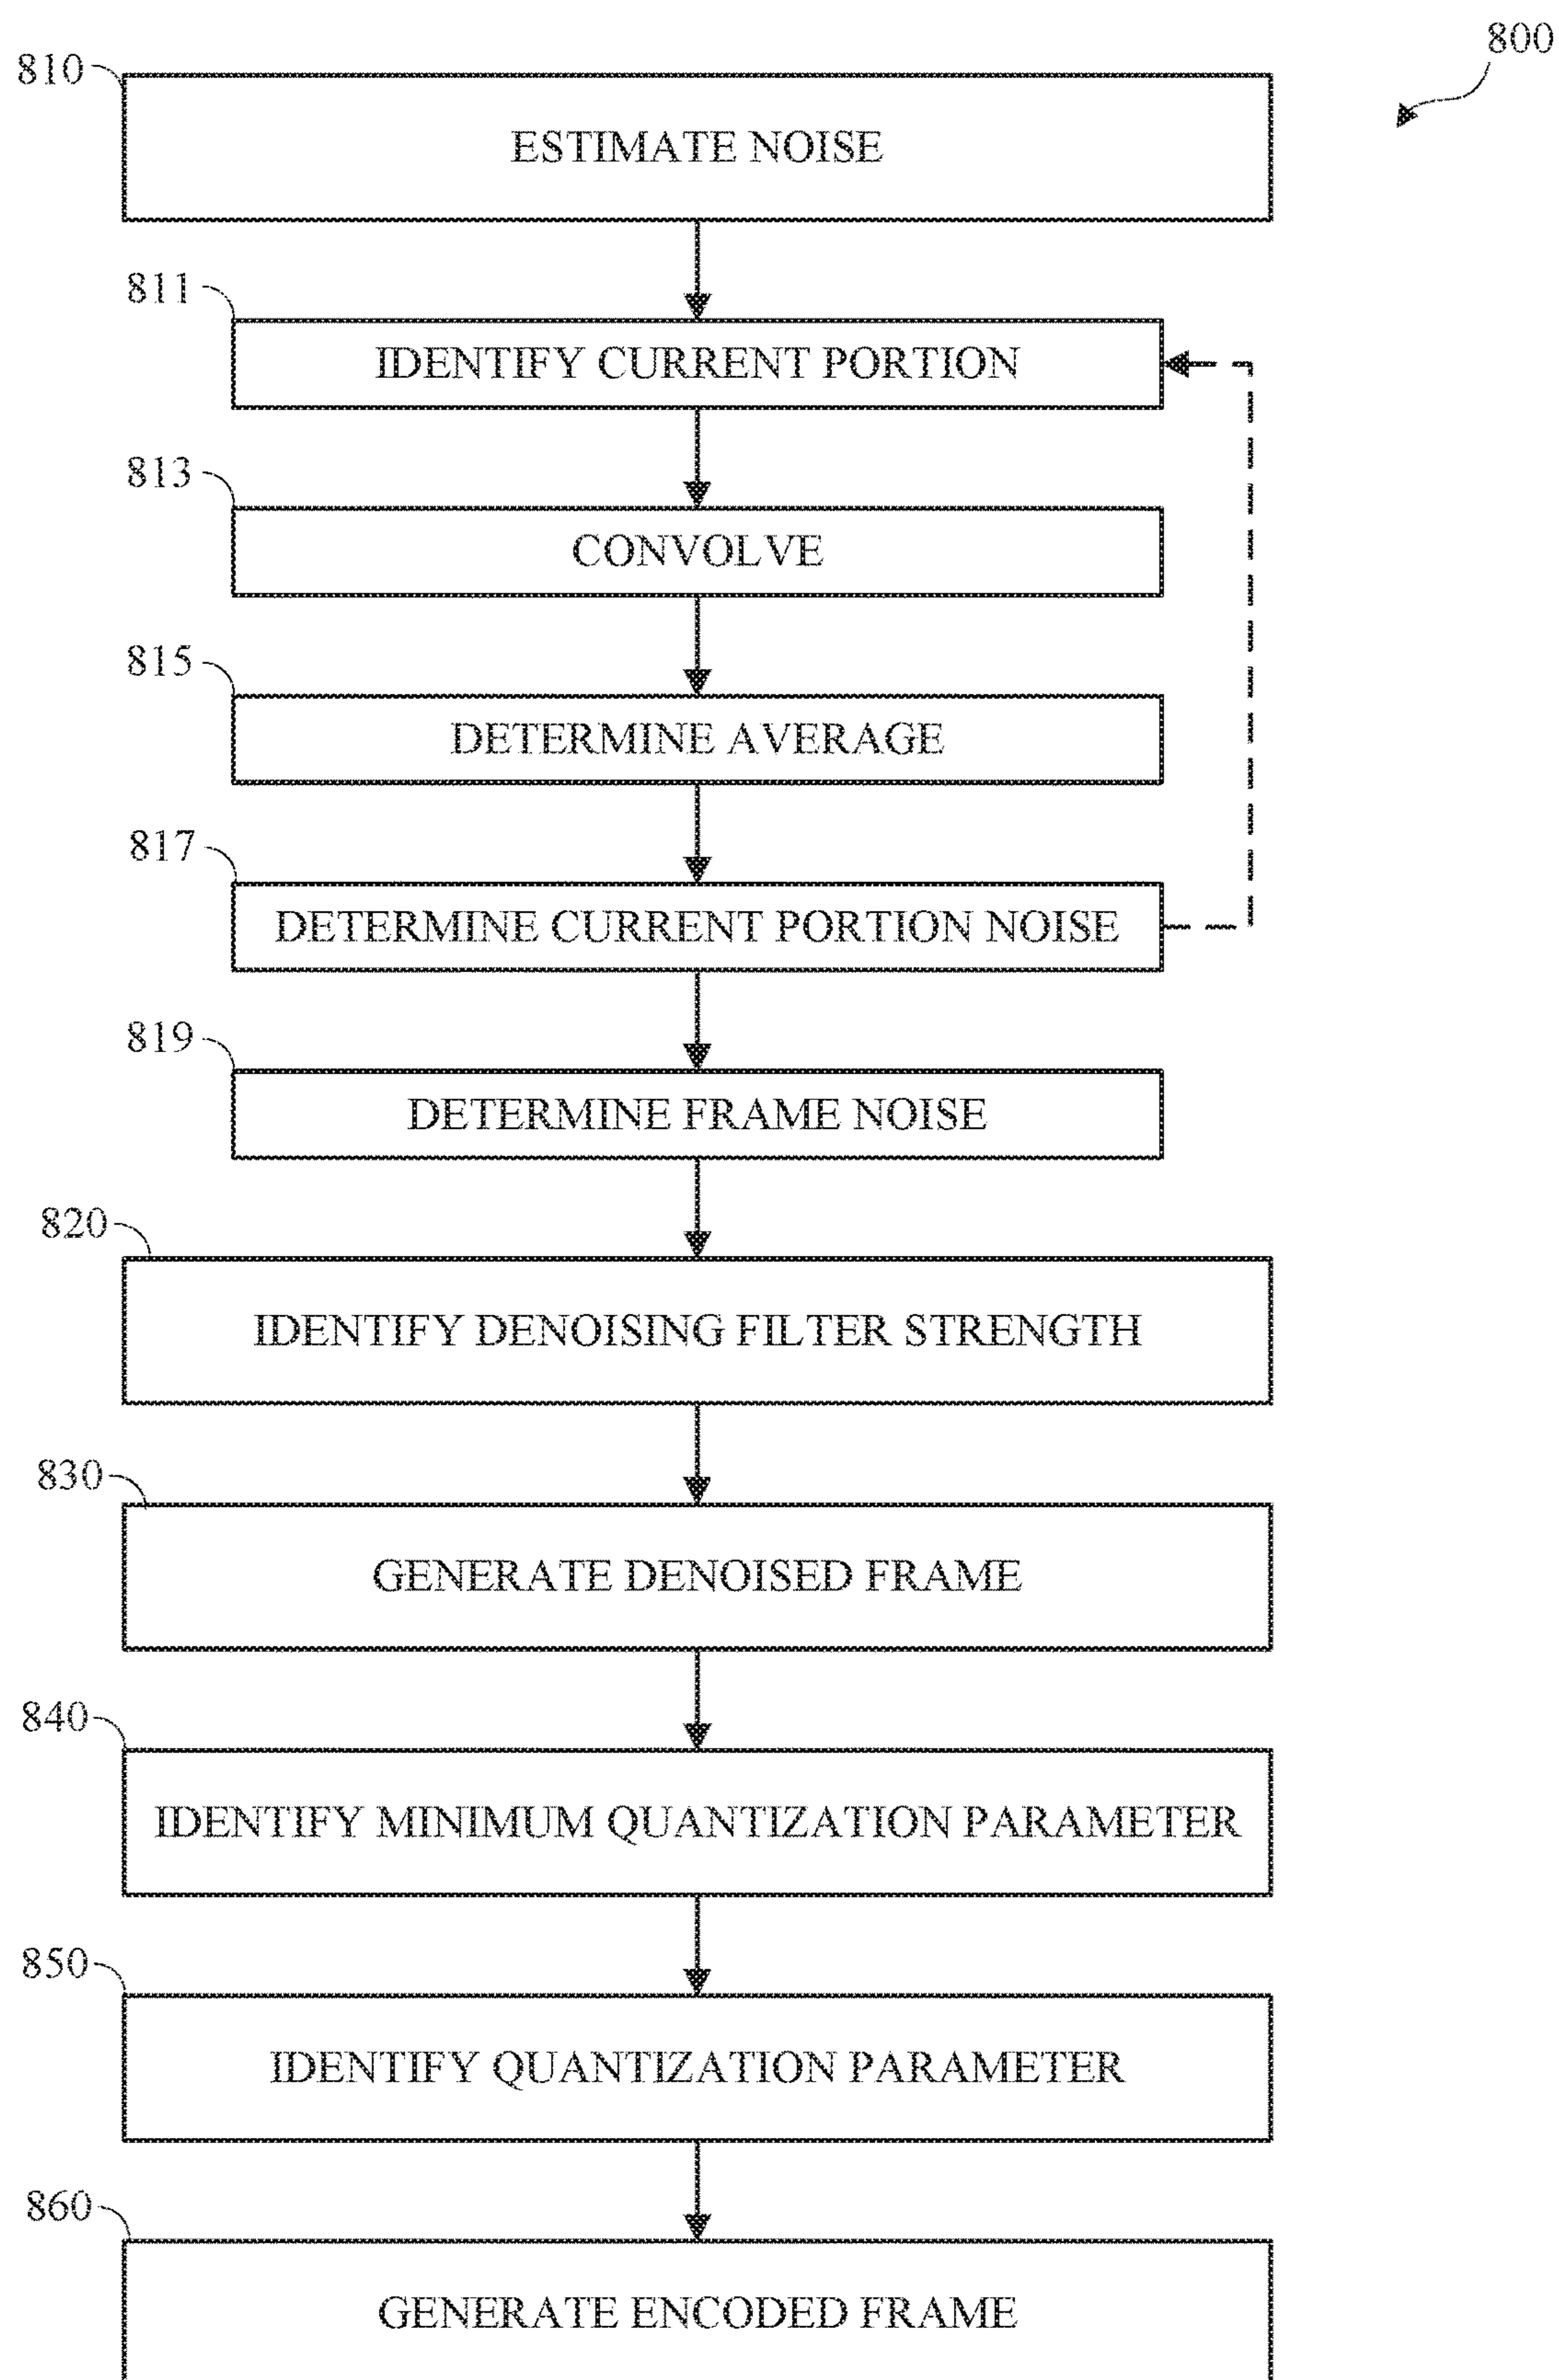 800
810
ESTIMATE NOISE
811
IDENTIFY CURRENT PORTION
813
CONVOLVE
815
DETERMINE AVERAGE
817
DETERMINE CURRENT PORTION NOISE
819
DETERMINE FRAME NOISE
820
IDENTIFY DENOISING FILTER STRENGTH
830
GENERATE DENOISED FRAME
840
IDENTIFY MINIMUM QUANTIZATION PARAMETER
850
IDENTIFY QUANTIZATION PARAMETER
860
GENERATE ENCODED FRAME